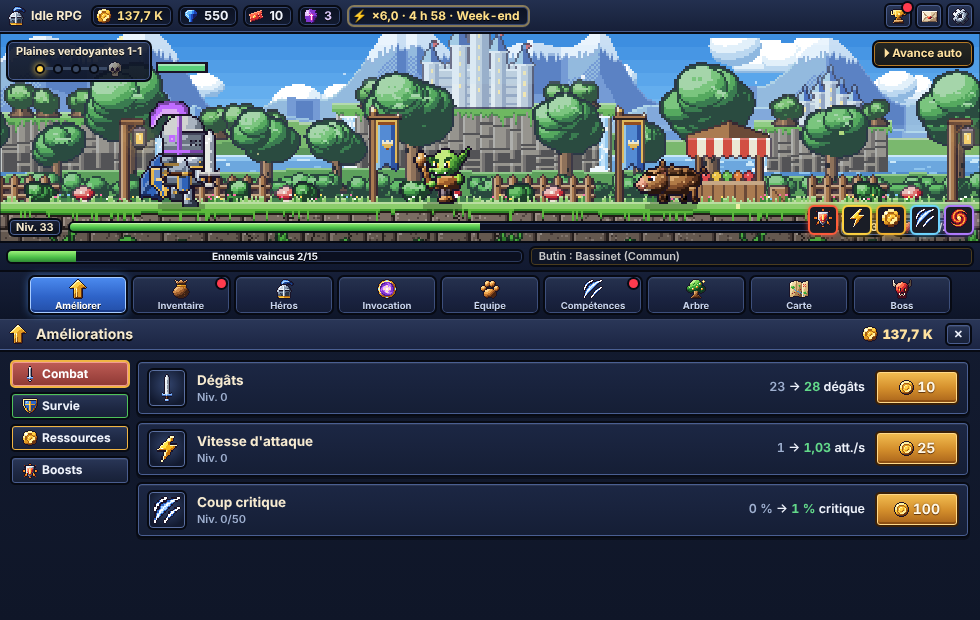 Idle RPG
137,7 K
550
10
3
×6,0 · 4 h 58 · Week-end
Plaines verdoyantes 1-1
Avance auto
Niv. 33
Ennemis vaincus 2/15
Butin : Bassinet (Commun)
Améliorer
Inventaire
Héros
Invocation
Equipe
Compétences
Arbre
Carte
Boss
Améliorations
137,7 K
×
Combat
Survie
Ressources
Boosts
Dégâts
Niv. 0
23 → 28 dégâts
10
Vitesse d'attaque
Niv. 0
1 → 1,03 att./s
25
Coup critique
Niv. 0/50
0 % → 1 % critique
100